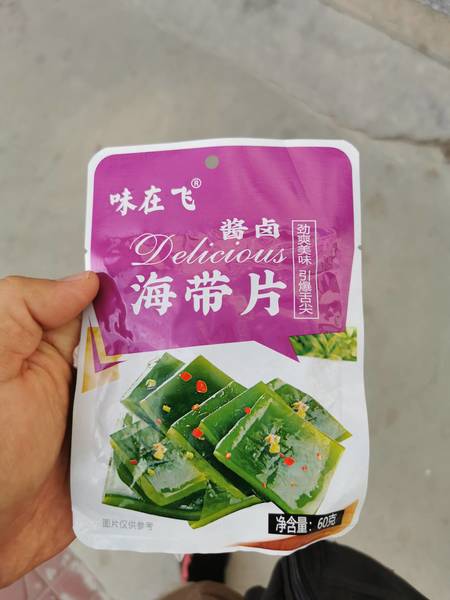 味在飞®
酱卤
Delicious
海带片
劲爽美味 引爆舌尖
图片仅供参考
净含量：60克